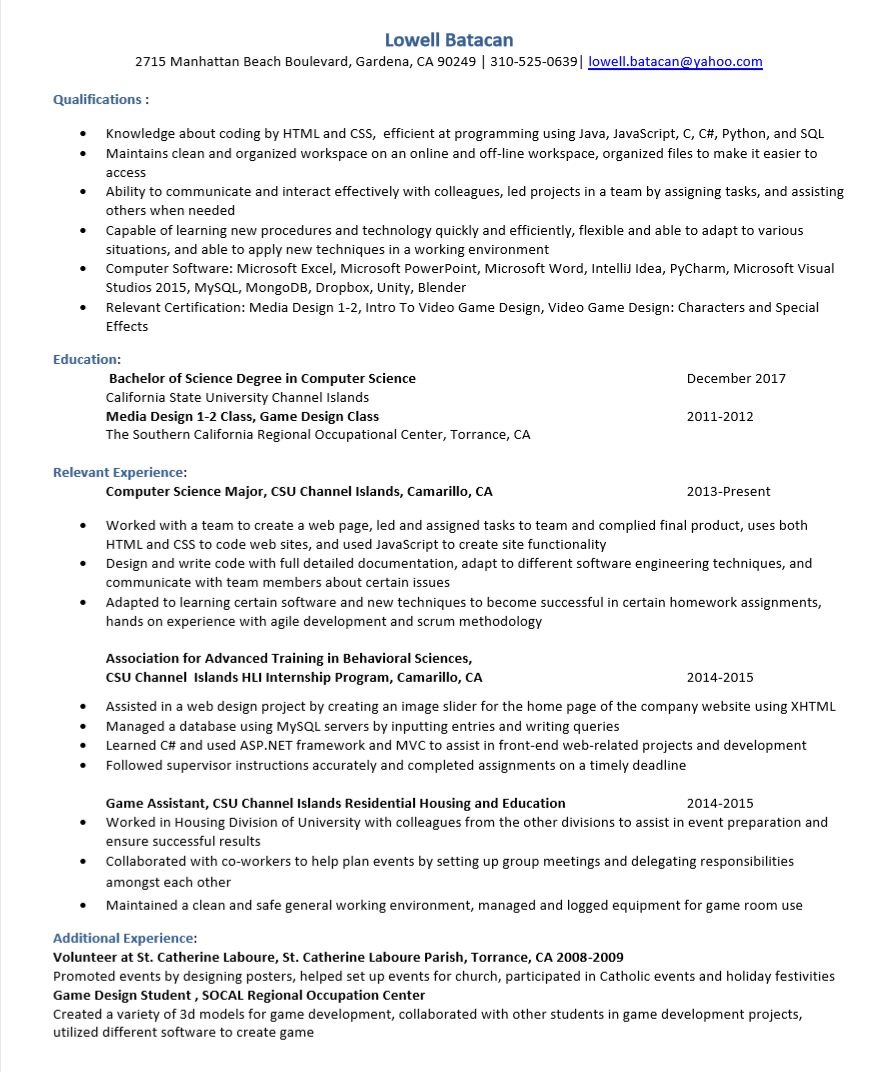 Lowell Batacan
2715 Manhattan Beach Boulevard, Gardena, CA 90249 | 310-525-0639| lowell.batacan@yahoo.com
Qualifications :
• Knowledge about coding by HTML and CSS,  efficient at programming using Java, JavaScript, C, C#, Python, and SQL
• Maintains clean and organized workspace on an online and off-line workspace, organized files to make it easier to
access
• Ability to communicate and interact effectively with colleagues, led projects in a team by assigning tasks, and assisting
others when needed
• Capable of learning new procedures and technology quickly and efficiently, flexible and able to adapt to various
situations, and able to apply new techniques in a working environment
• Computer Software: Microsoft Excel, Microsoft PowerPoint, Microsoft Word, IntelliJ Idea, PyCharm, Microsoft Visual
Studios 2015, MySQL, MongoDB, Dropbox, Unity, Blender
• Relevant Certification: Media Design 1-2, Intro To Video Game Design, Video Game Design: Characters and Special
Effects
Education:
Bachelor of Science Degree in Computer Science December 2017
California State University Channel Islands
Media Design 1-2 Class, Game Design Class 2011-2012
The Southern California Regional Occupational Center, Torrance, CA
Relevant Experience:
Computer Science Major, CSU Channel Islands, Camarillo, CA 2013-Present
• Worked with a team to create a web page, led and assigned tasks to team and complied final product, uses both
HTML and CSS to code web sites, and used JavaScript to create site functionality
• Design and write code with full detailed documentation, adapt to different software engineering techniques, and
communicate with team members about certain issues
• Adapted to learning certain software and new techniques to become successful in certain homework assignments,
hands on experience with agile development and scrum methodology
Association for Advanced Training in Behavioral Sciences,
CSU Channel  Islands HLI Internship Program, Camarillo, CA 2014-2015
• Assisted in a web design project by creating an image slider for the home page of the company website using XHTML
• Managed a database using MySQL servers by inputting entries and writing queries
• Learned C# and used ASP.NET framework and MVC to assist in front-end web-related projects and development
• Followed supervisor instructions accurately and completed assignments on a timely deadline
Game Assistant, CSU Channel Islands Residential Housing and Education 2014-2015
• Worked in Housing Division of University with colleagues from the other divisions to assist in event preparation and
ensure successful results
• Collaborated with co-workers to help plan events by setting up group meetings and delegating responsibilities
amongst each other
• Maintained a clean and safe general working environment, managed and logged equipment for game room use
Additional Experience:
Volunteer at St. Catherine Laboure, St. Catherine Laboure Parish, Torrance, CA 2008-2009
Promoted events by designing posters, helped set up events for church, participated in Catholic events and holiday festivities
Game Design Student , SOCAL Regional Occupation Center
Created a variety of 3d models for game development, collaborated with other students in game development projects,
utilized different software to create game